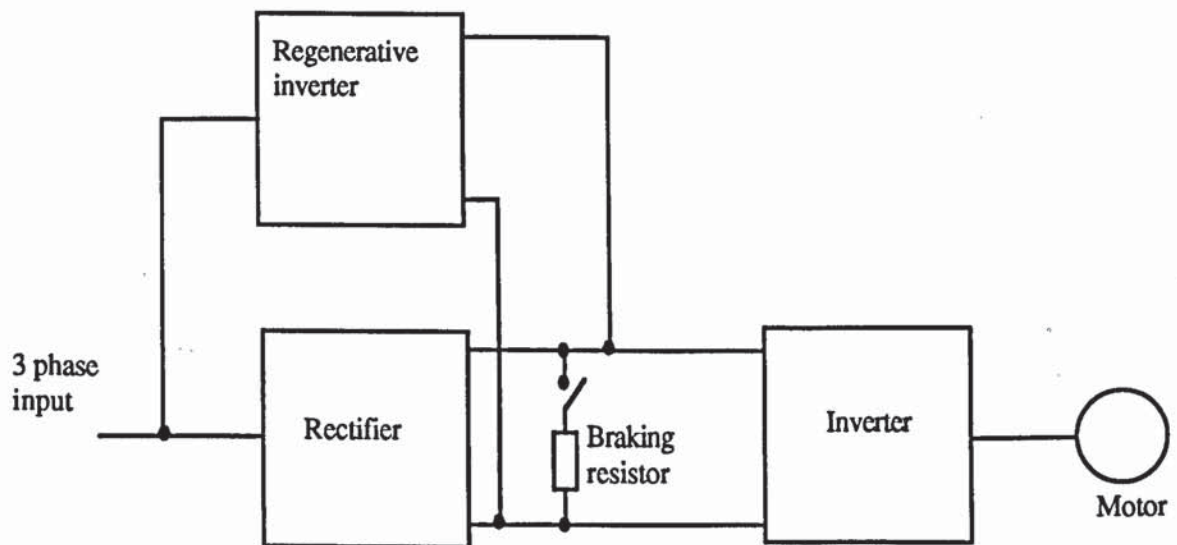 Regenerative
inverter
3 phase
input
Rectifier
Braking
resistor
Inverter
Motor